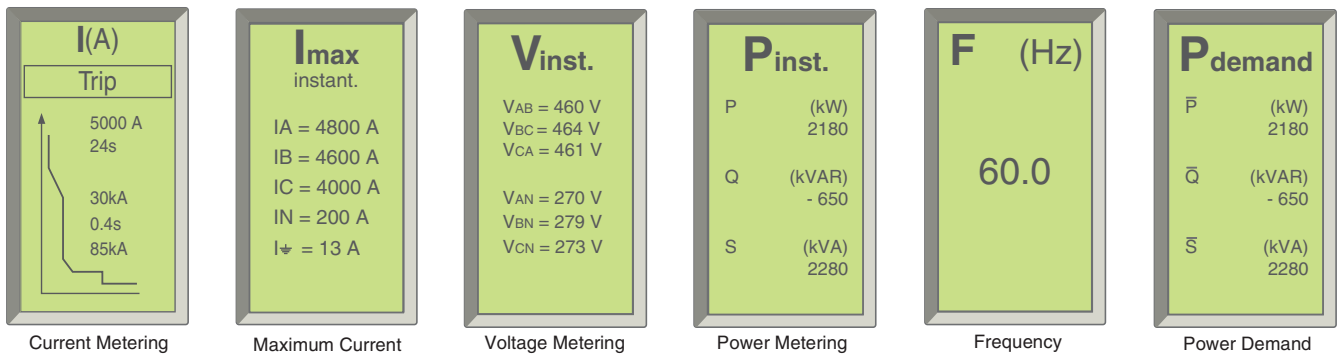 I(A)
Trip
5000 A
24s
30kA
0.4s
85kA
Current Metering
Imax
instant.
IA = 4800 A
IB = 4600 A
IC = 4000 A
IN = 200 A
I⏚ = 13 A
Maximum Current
Vinst.
VAB = 460 V
VBC = 464 V
VCA = 461 V
VAN = 270 V
VBN = 279 V
VCN = 273 V
Voltage Metering
Pinst.
P (kW)
2180
Q (kVAR)
- 650
S (kVA)
2280
Power Metering
F (Hz)
60.0
Frequency
Pdemand
P̅ (kW)
2180
Q̅ (kVAR)
- 650
S̅ (kVA)
2280
Power Demand